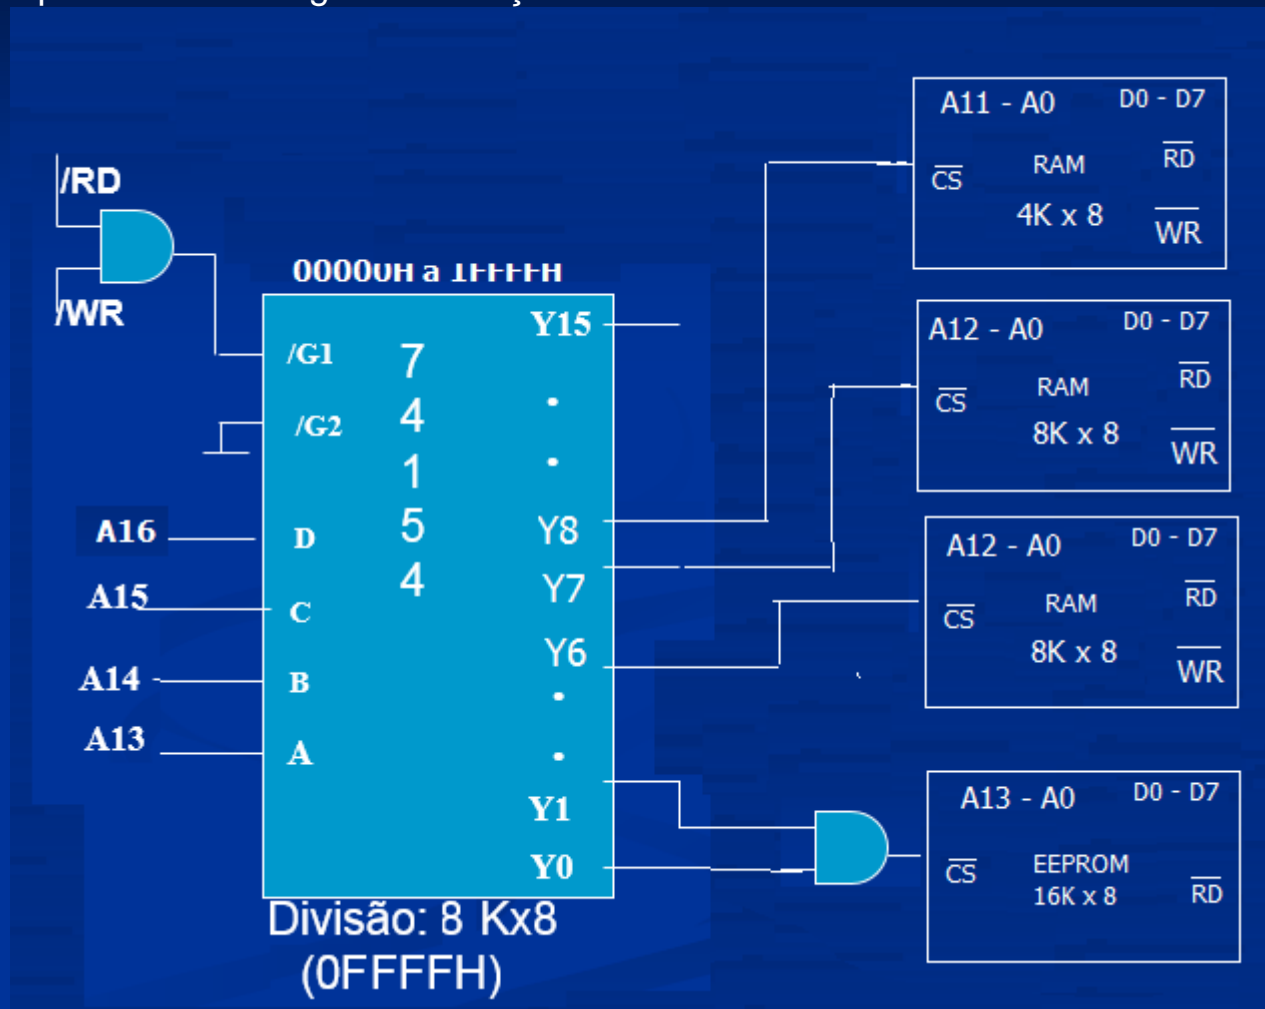 /RD
/WR
0000UH a 1FFFFH
/G1
/G2
D
C
B
A
7
4
1
5
4
Y15
Y8
Y7
Y6
Y1
Y0
A16
A15
A14
A13
Divisão: 8 Kx8
(0FFFFH)
A11 - A0 D0 - D7
CS RAM RD
4K x 8 WR
A12 - A0 D0 - D7
CS RAM RD
8K x 8 WR
A12 - A0 D0 - D7
CS RAM RD
8K x 8 WR
A13 - A0 D0 - D7
CS EEPROM RD
16K x 8